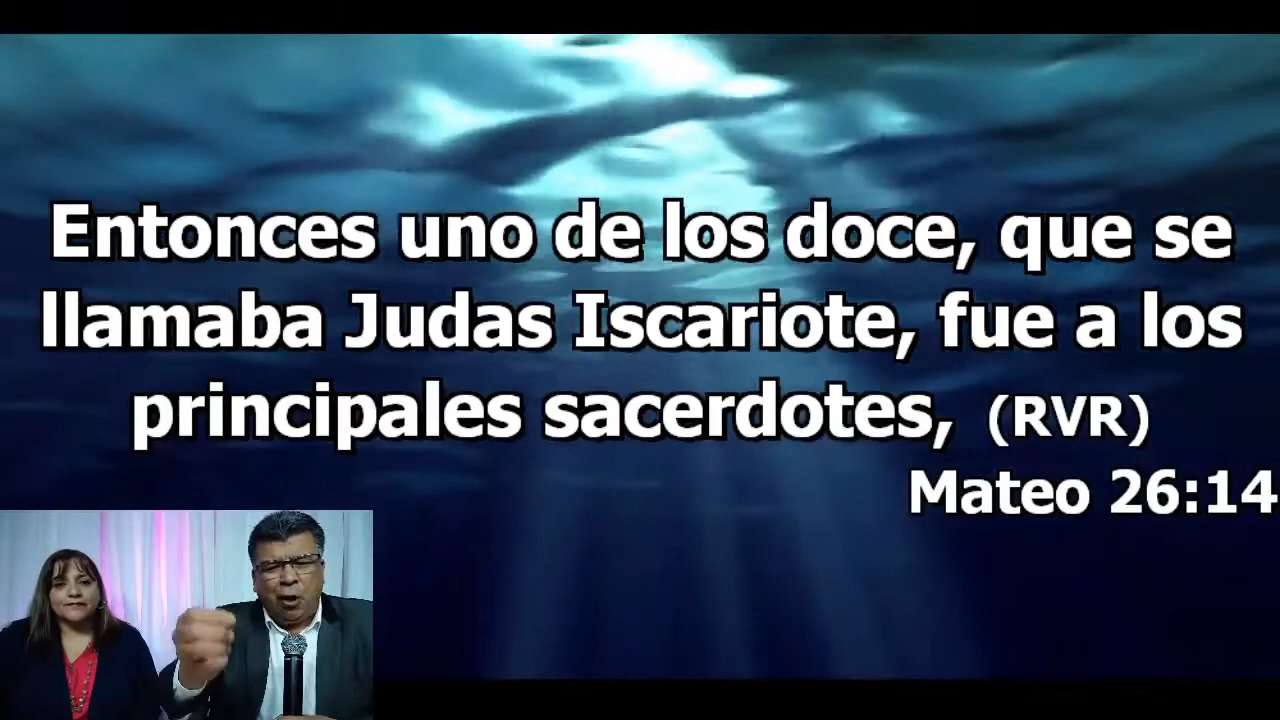 Entonces uno de los doce, que se
llamaba Judas Iscariote, fue a los
principales sacerdotes, (RVR)
Mateo 26:14